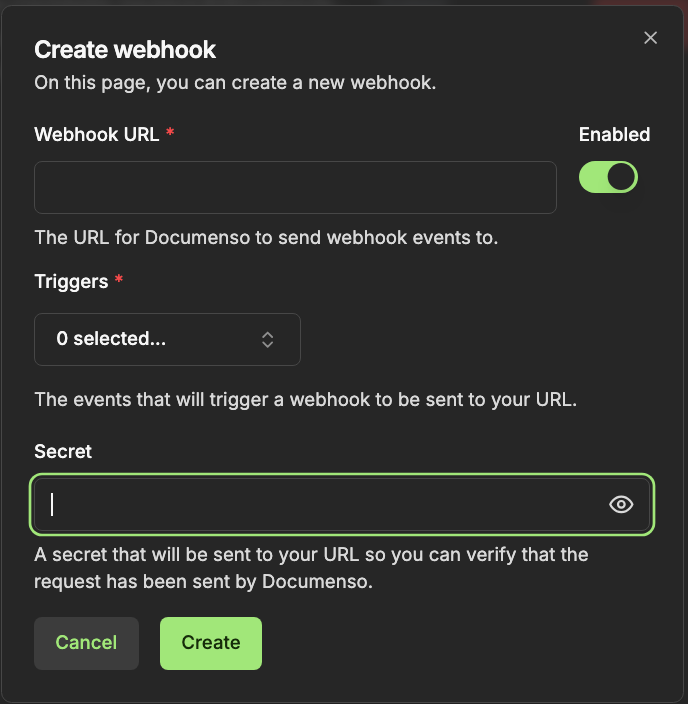 Create webhook
On this page, you can create a new webhook.
Webhook URL *
Enabled
The URL for Documenso to send webhook events to.
Triggers *
0 selected...
The events that will trigger a webhook to be sent to your URL.
Secret
A secret that will be sent to your URL so you can verify that the
request has been sent by Documenso.
Cancel
Create